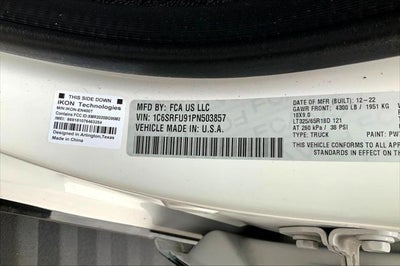 THIS SIDE DOWN
iKON Technologies
Designed in Arlington,Texas
Made in China
MFD BY: FCA US LLC
VIN: 1C6SRFU91PN503857
VEHICLE MADE IN U.S.A.
DATE OF MFR (BUILT): 12-22
GAWR FRONT: 4300 LB / 1951 KG
18X9.0
LT325/65R18D 121
AT 260 kPa / 38 PSI
TYPE: TRUCK
PAINT: PW
THIS VEHICLE CONFORMS TO ALL